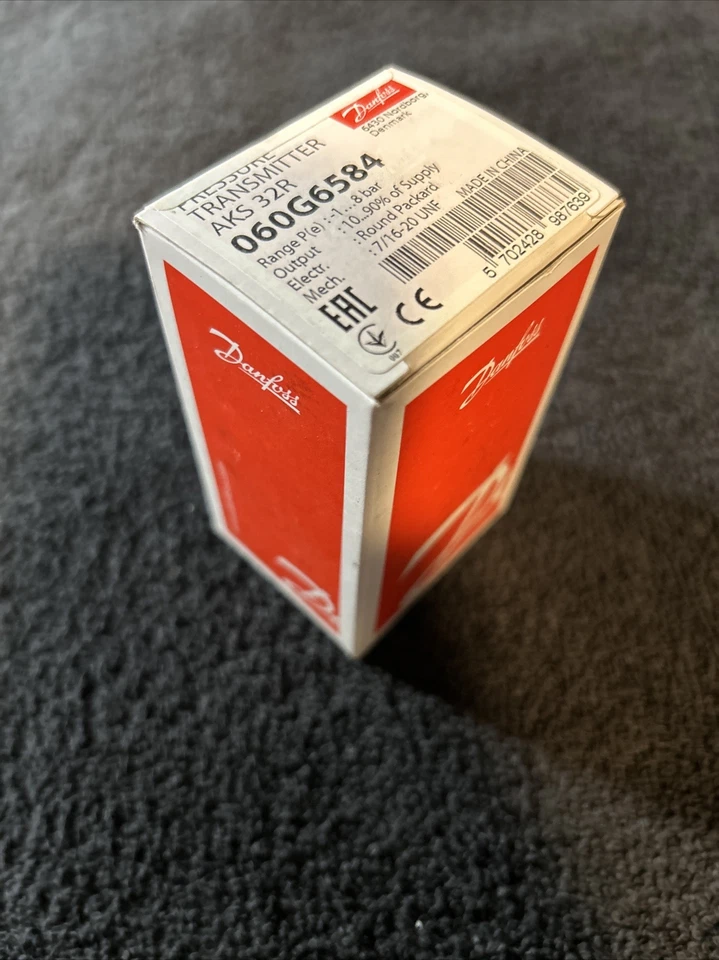 Danfoss
6430 Nordborg,
Denmark
PRESSURE
TRANSMITTER
AKS 32R
060G6584
Range P(e) : -1...8 bar
Output : 10..90% of Supply
Electr. : Round Packard
Mech. : 7/16-20 UNF
MADE IN CHINA
5 702428 987639
EAC
CE
Danfoss
Danfoss